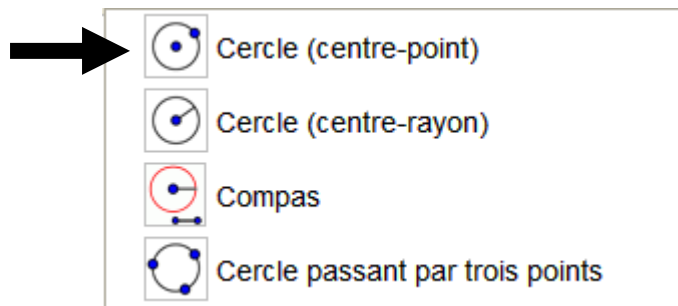 Cercle (centre-point)
Cercle (centre-rayon)
Compas
Cercle passant par trois points